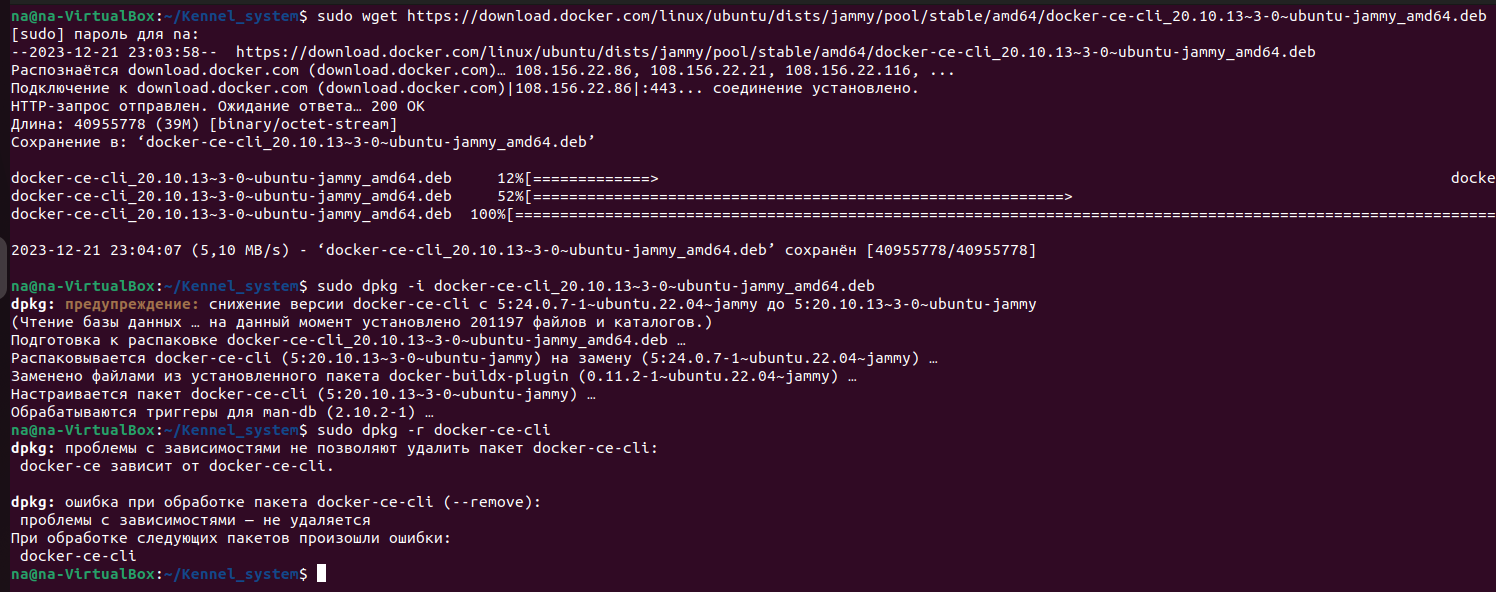 na@na-VirtualBox:~/Kennel_system$ sudo wget https://download.docker.com/linux/ubuntu/dists/jammy/pool/stable/amd64/docker-ce-cli_20.10.13~3-0~ubuntu-jammy_amd64.deb
[sudo] пароль для na:
--2023-12-21 23:03:58--  https://download.docker.com/linux/ubuntu/dists/jammy/pool/stable/amd64/docker-ce-cli_20.10.13~3-0~ubuntu-jammy_amd64.deb
Распознаётся download.docker.com (download.docker.com)… 108.156.22.86, 108.156.22.21, 108.156.22.116, ...
Подключение к download.docker.com (download.docker.com)|108.156.22.86|:443... соединение установлено.
HTTP-запрос отправлен. Ожидание ответа… 200 OK
Длина: 40955778 (39M) [binary/octet-stream]
Сохранение в: ‘docker-ce-cli_20.10.13~3-0~ubuntu-jammy_amd64.deb’
docker-ce-cli_20.10.13~3-0~ubuntu-jammy_amd64.deb     12%[=============>     docke
docker-ce-cli_20.10.13~3-0~ubuntu-jammy_amd64.deb     52%[===========================================================>
docker-ce-cli_20.10.13~3-0~ubuntu-jammy_amd64.deb  100%[=============================================================================================================
2023-12-21 23:04:07 (5,10 MB/s) - ‘docker-ce-cli_20.10.13~3-0~ubuntu-jammy_amd64.deb’ сохранён [40955778/40955778]
na@na-VirtualBox:~/Kennel_system$ sudo dpkg -i docker-ce-cli_20.10.13~3-0~ubuntu-jammy_amd64.deb
dpkg: предупреждение: снижение версии docker-ce-cli с 5:24.0.7-1~ubuntu.22.04~jammy до 5:20.10.13~3-0~ubuntu-jammy
(Чтение базы данных … на данный момент установлено 201197 файлов и каталогов.)
Подготовка к распаковке docker-ce-cli_20.10.13~3-0~ubuntu-jammy_amd64.deb …
Распаковывается docker-ce-cli (5:20.10.13~3-0~ubuntu-jammy) на замену (5:24.0.7-1~ubuntu.22.04~jammy) …
Заменено файлами из установленного пакета docker-buildx-plugin (0.11.2-1~ubuntu.22.04~jammy) …
Настраивается пакет docker-ce-cli (5:20.10.13~3-0~ubuntu-jammy) …
Обрабатываются триггеры для man-db (2.10.2-1) …
na@na-VirtualBox:~/Kennel_system$ sudo dpkg -r docker-ce-cli
dpkg: проблемы с зависимостями не позволяют удалить пакет docker-ce-cli:
 docker-ce зависит от docker-ce-cli.
dpkg: ошибка при обработке пакета docker-ce-cli (--remove):
 проблемы с зависимостями — не удаляется
При обработке следующих пакетов произошли ошибки:
 docker-ce-cli
na@na-VirtualBox:~/Kennel_system$